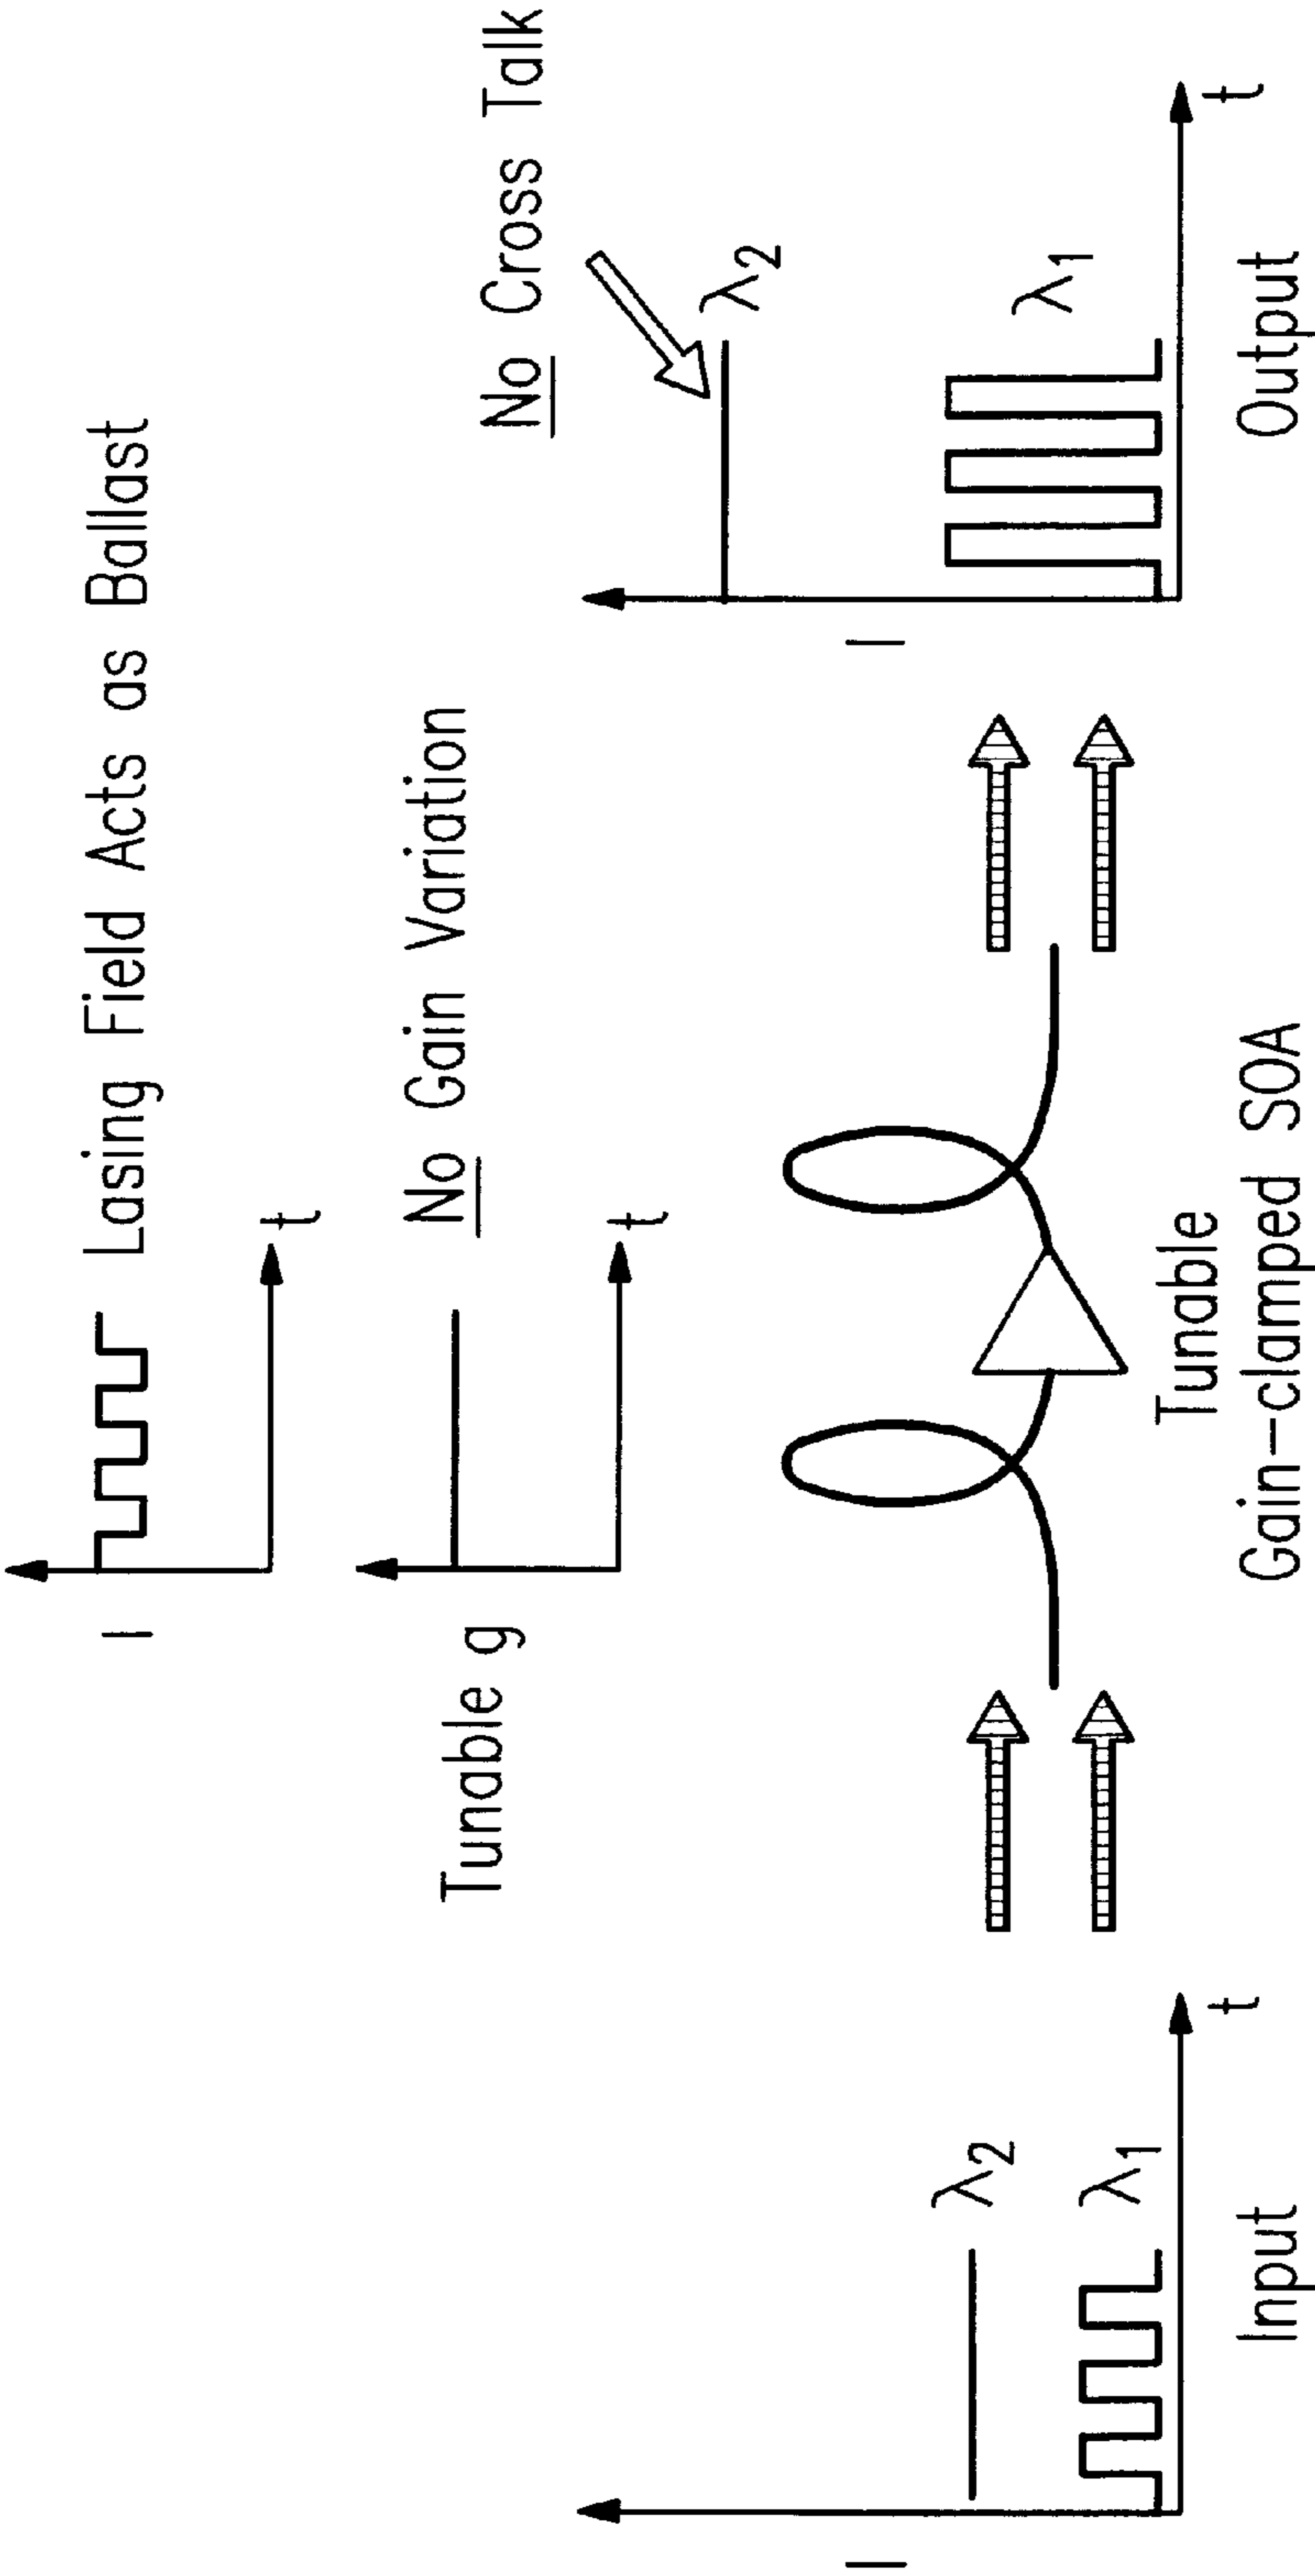 I
t
Lasing Field Acts as Ballast
Tunable g
t
No Gain Variation
I
λ2
λ1
t
Input
Tunable
Gain-clamped SOA
I
No Cross Talk
λ2
λ1
t
Output